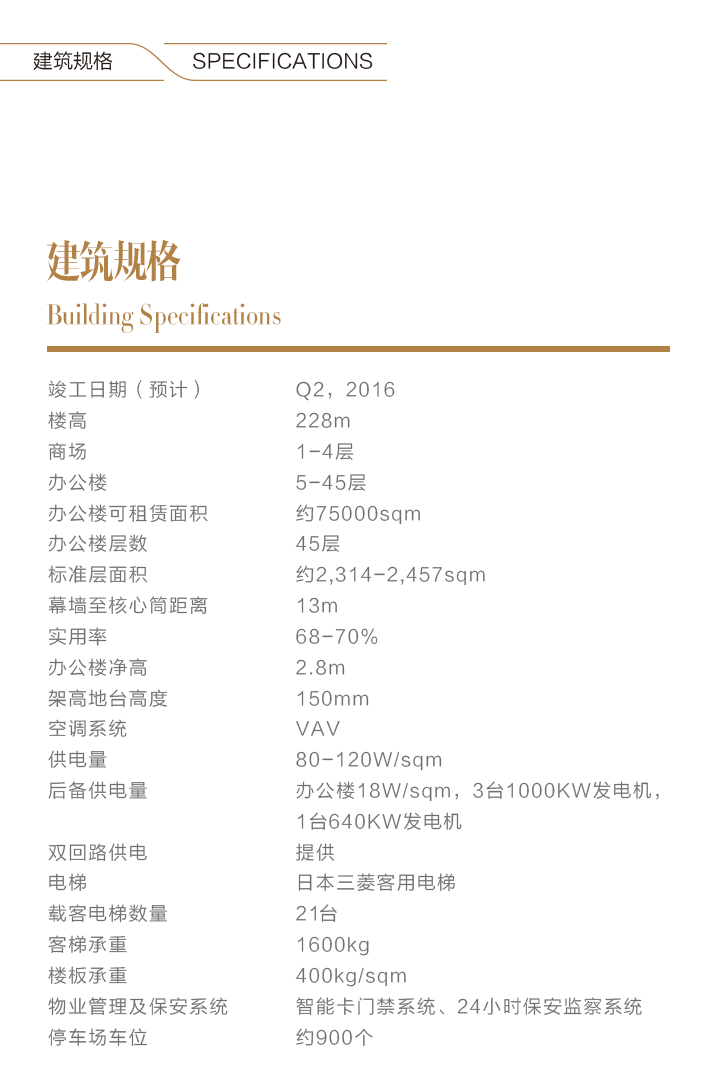 建筑规格 SPECIFICATIONS
建筑规格
Building Specifications
竣工日期（预计） Q2，2016
楼高 228m
商场 1-4层
办公楼 5-45层
办公楼可租赁面积 约75000sqm
办公楼层数 45层
标准层面积 约2,314-2,457sqm
幕墙至核心筒距离 13m
实用率 68-70%
办公楼净高 2.8m
架高地台高度 150mm
空调系统 VAV
供电量 80-120W/sqm
后备供电量 办公楼18W/sqm，3台1000KW发电机，
1台640KW发电机
双回路供电 提供
电梯 日本三菱客用电梯
载客电梯数量 21台
客梯承重 1600kg
楼板承重 400kg/sqm
物业管理及保安系统 智能卡门禁系统、24小时保安监察系统
停车场车位 约900个